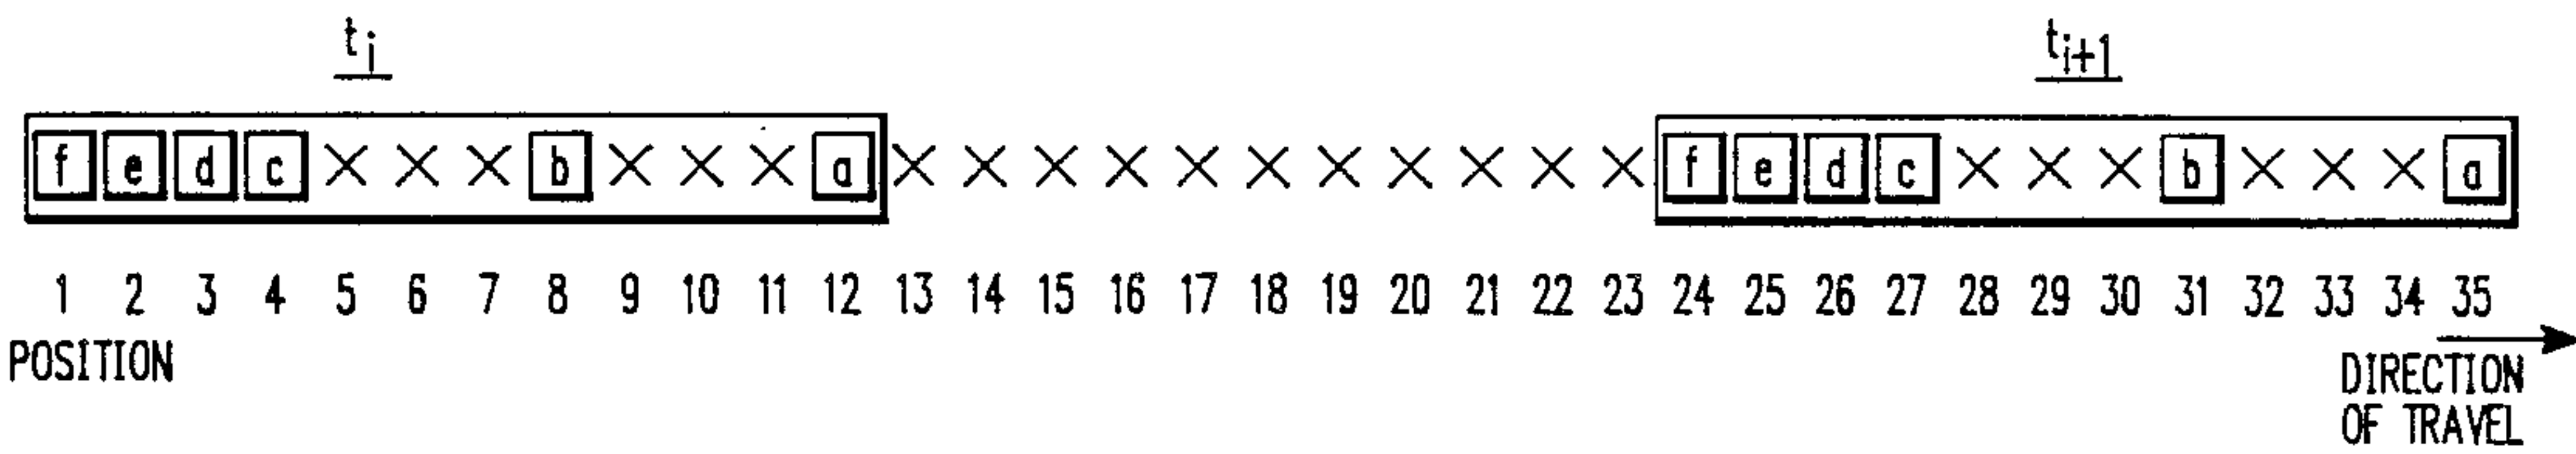 t_i t_{i+1}
f e d c X X X b X X X a X X X X X X X X X X X f e d c X X X b X X X a
1 2 3 4 5 6 7 8 9 10 11 12 13 14 15 16 17 18 19 20 21 22 23 24 25 26 27 28 29 30 31 32 33 34 35
POSITION
DIRECTION
OF TRAVEL